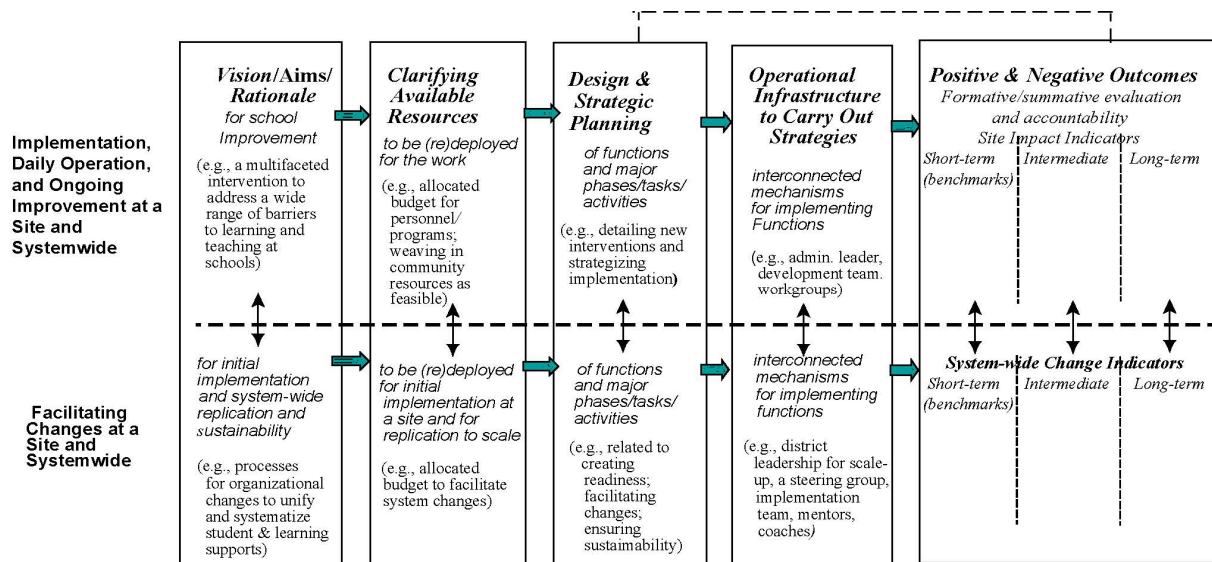 Implementation,
Daily Operation,
and Ongoing
Improvement at a
Site and
Systemwide
Vision/Aims/
Rationale
for school
Improvement
(e.g., a multifaceted
intervention to
address a wide
range of barriers
to learning and
teaching at
schools)
Clarifying
Available
Resources
to be (re)deployed
for the work
(e.g., allocated
budget for
personnel/
programs;
weaving in
community
resources as
feasible)
Design &
Strategic
Planning
of functions
and major
phases/tasks/
activities
(e.g., detailing new
interventions and
strategizing
implementation)
Operational
Infrastructure
to Carry Out
Strategies
interconnected
mechanisms
for implementing
Functions
(e.g., admin. leader,
development team.
workgroups)
Positive & Negative Outcomes
Formative/summative evaluation
and accountability
Site Impact Indicators
Short-term Intermediate Long-term
(benchmarks)
Facilitating
Changes at a
Site and
Systemwide
for initial
implementation
and system-wide
replication and
sustainability
(e.g., processes
for organizational
changes to unify
and systematize
student & learning
supports)
to be (re)deployed
for initial
implementation at
a site and for
replication to scale
(e.g., allocated
budget to facilitate
system changes)
of functions
and major
phases/tasks/
activities
(e.g., related to
creating
readiness;
facilitating
changes;
ensuring
sustaimability)
interconnected
mechanisms
for implementing
functions
(e.g., district
leadership for scale-
up, a steering group,
implementation
team, mentors,
coaches)
System-wide Change Indicators
Short-term Intermediate Long-term
(benchmarks)